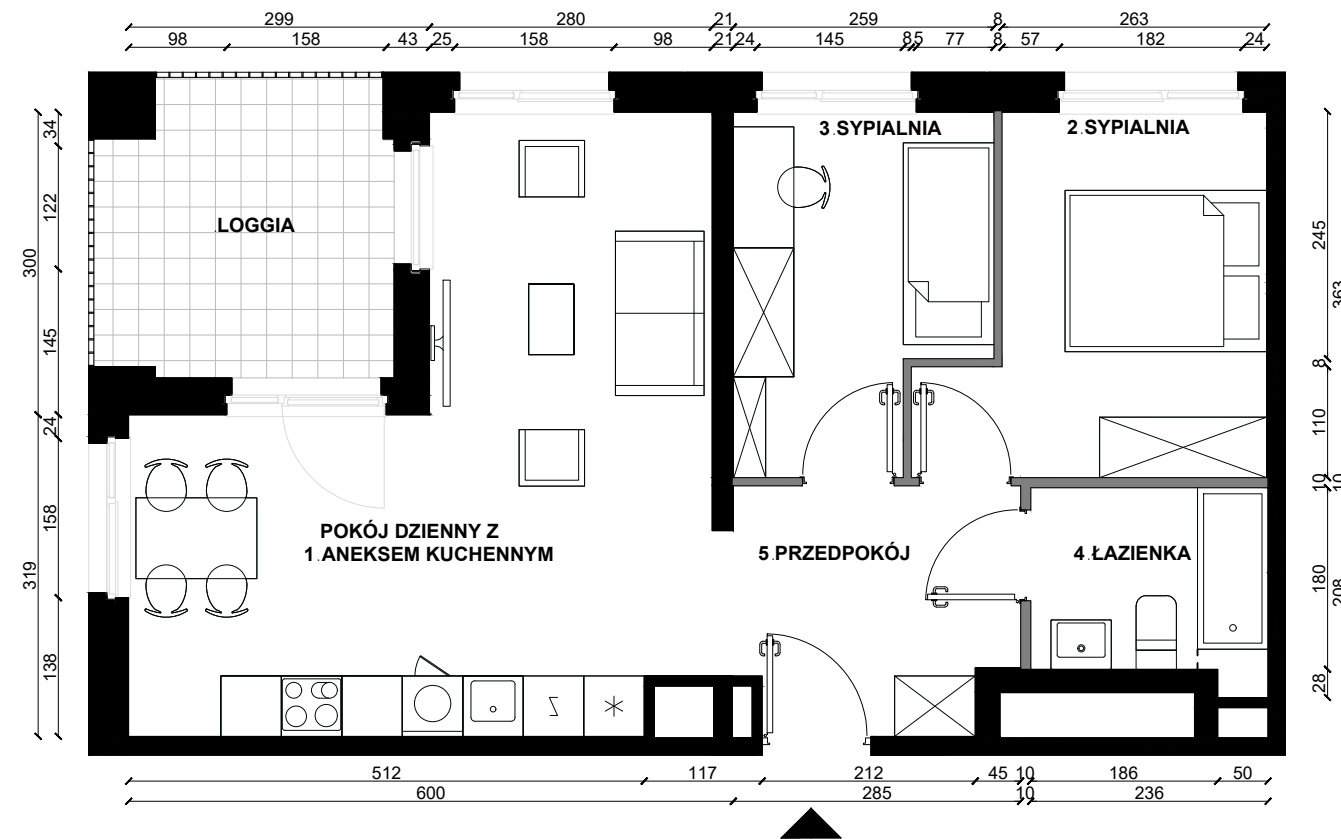 299 280 21 259 8 263
98 158 43 25 158 98 21 24 145 8 5 77 8 57 182 24
3.SYPIALNIA 2.SYPIALNIA
LOGGIA
34
122
300
145
24
158
319
138
245
363
8
110
10 10
180
208
28
POKÓJ DZIENNY Z
1.ANEKSEM KUCHENNYM
5.PRZEDPOKÓJ 4.ŁAZIENKA
512 117 212 45 10 186 50
600 285 10 236